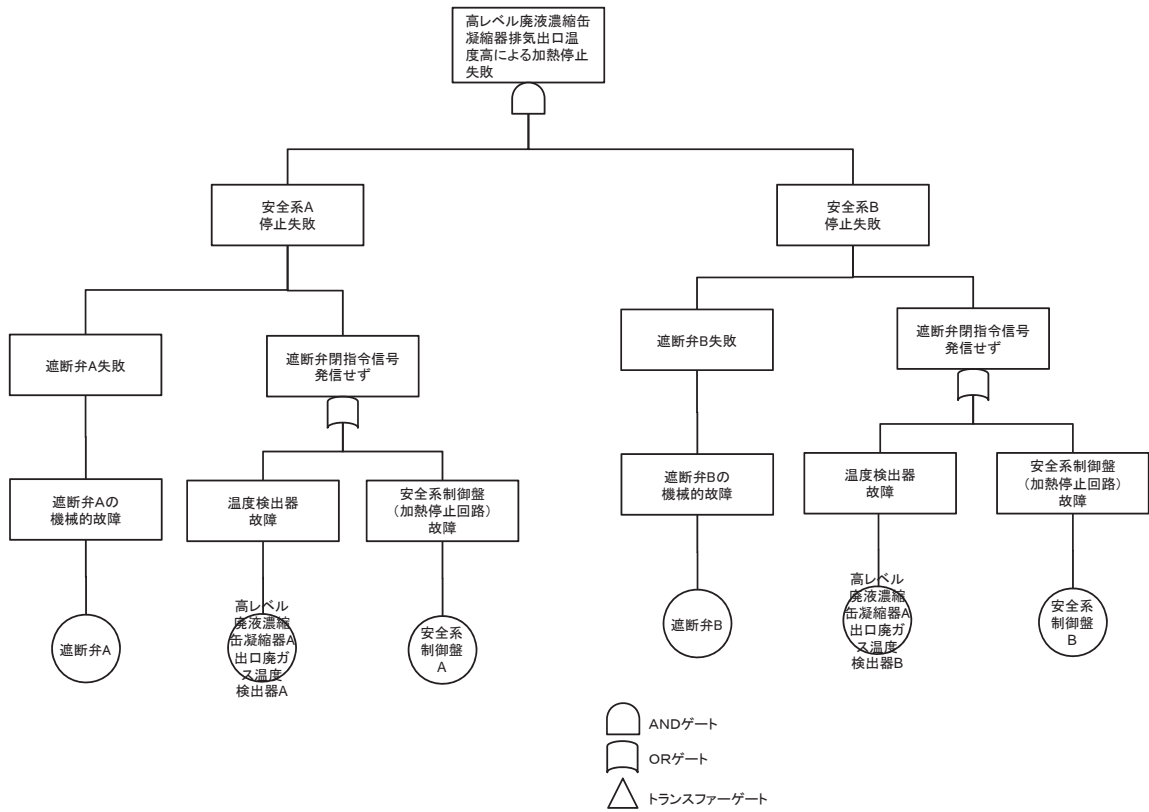 高レベル廃液濃縮缶
凝縮器排気出口温
度高による加熱停止
失敗
安全系A
停止失敗
安全系B
停止失敗
遮断弁A失敗
遮断弁閉指令信号
発信せず
遮断弁B失敗
遮断弁閉指令信号
発信せず
遮断弁Aの
機械的故障
温度検出器
故障
安全系制御盤
（加熱停止回路）
故障
遮断弁Bの
機械的故障
温度検出器
故障
安全系制御盤
（加熱停止回路）
故障
遮断弁A
高レベル
廃液濃縮
缶凝縮器A
出口廃ガ
ス温度
検出器A
安全系
制御盤
A
遮断弁B
高レベル
廃液濃縮
缶凝縮器A
出口廃ガ
ス温度
検出器B
安全系
制御盤
B
ANDゲート
ORゲート
トランスファーゲート